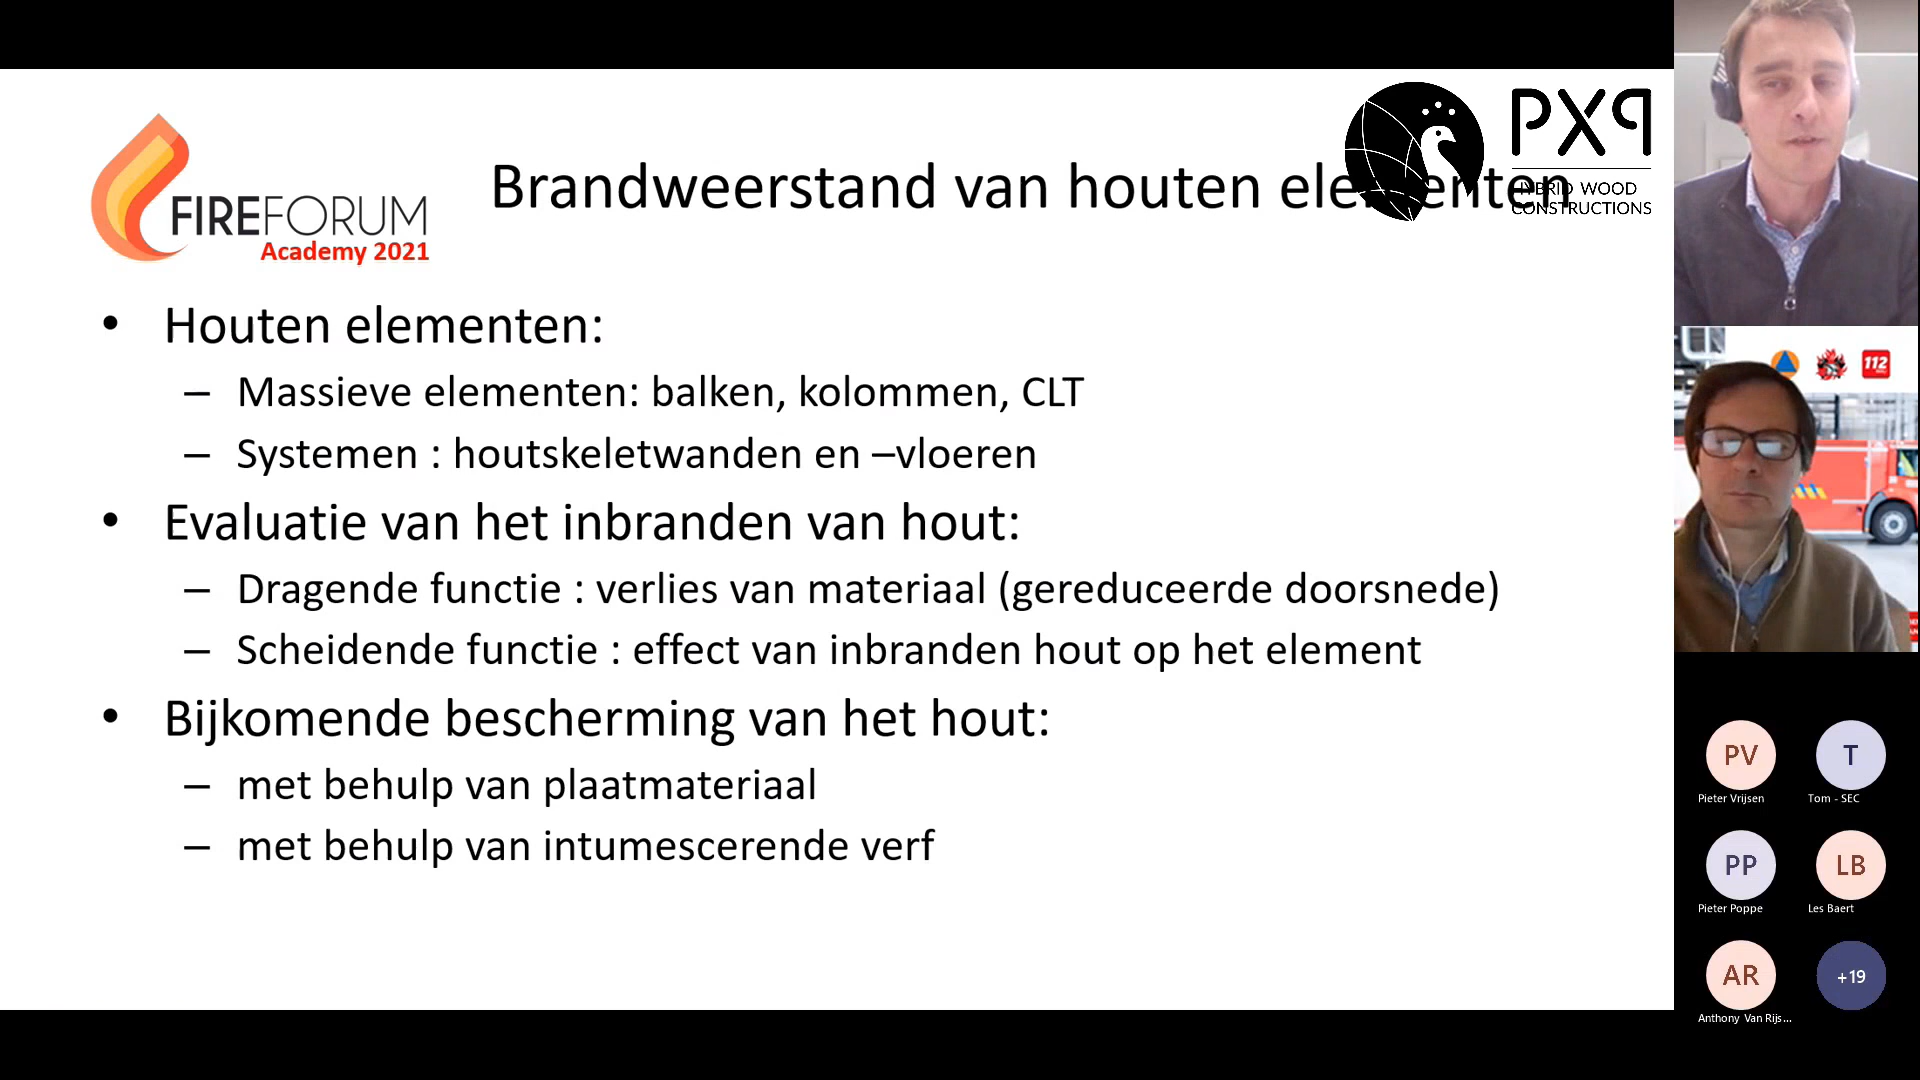 FIREFORUM
Academy 2021
Brandweerstand van houten elementen
PXP
HYBRID WOOD
CONSTRUCTIONS
• Houten elementen:
– Massieve elementen: balken, kolommen, CLT
– Systemen : houtskeletwanden en –vloeren
• Evaluatie van het inbranden van hout:
– Dragende functie : verlies van materiaal (gereduceerde doorsnede)
– Scheidende functie : effect van inbranden hout op het element
• Bijkomende bescherming van het hout:
– met behulp van plaatmateriaal
– met behulp van intumescerende verf
112
PV
Pieter Vrijsen
T
Tom - SEC
PP
Pieter Poppe
LB
Les Baert
AR
Anthony Van Rijs...
+19